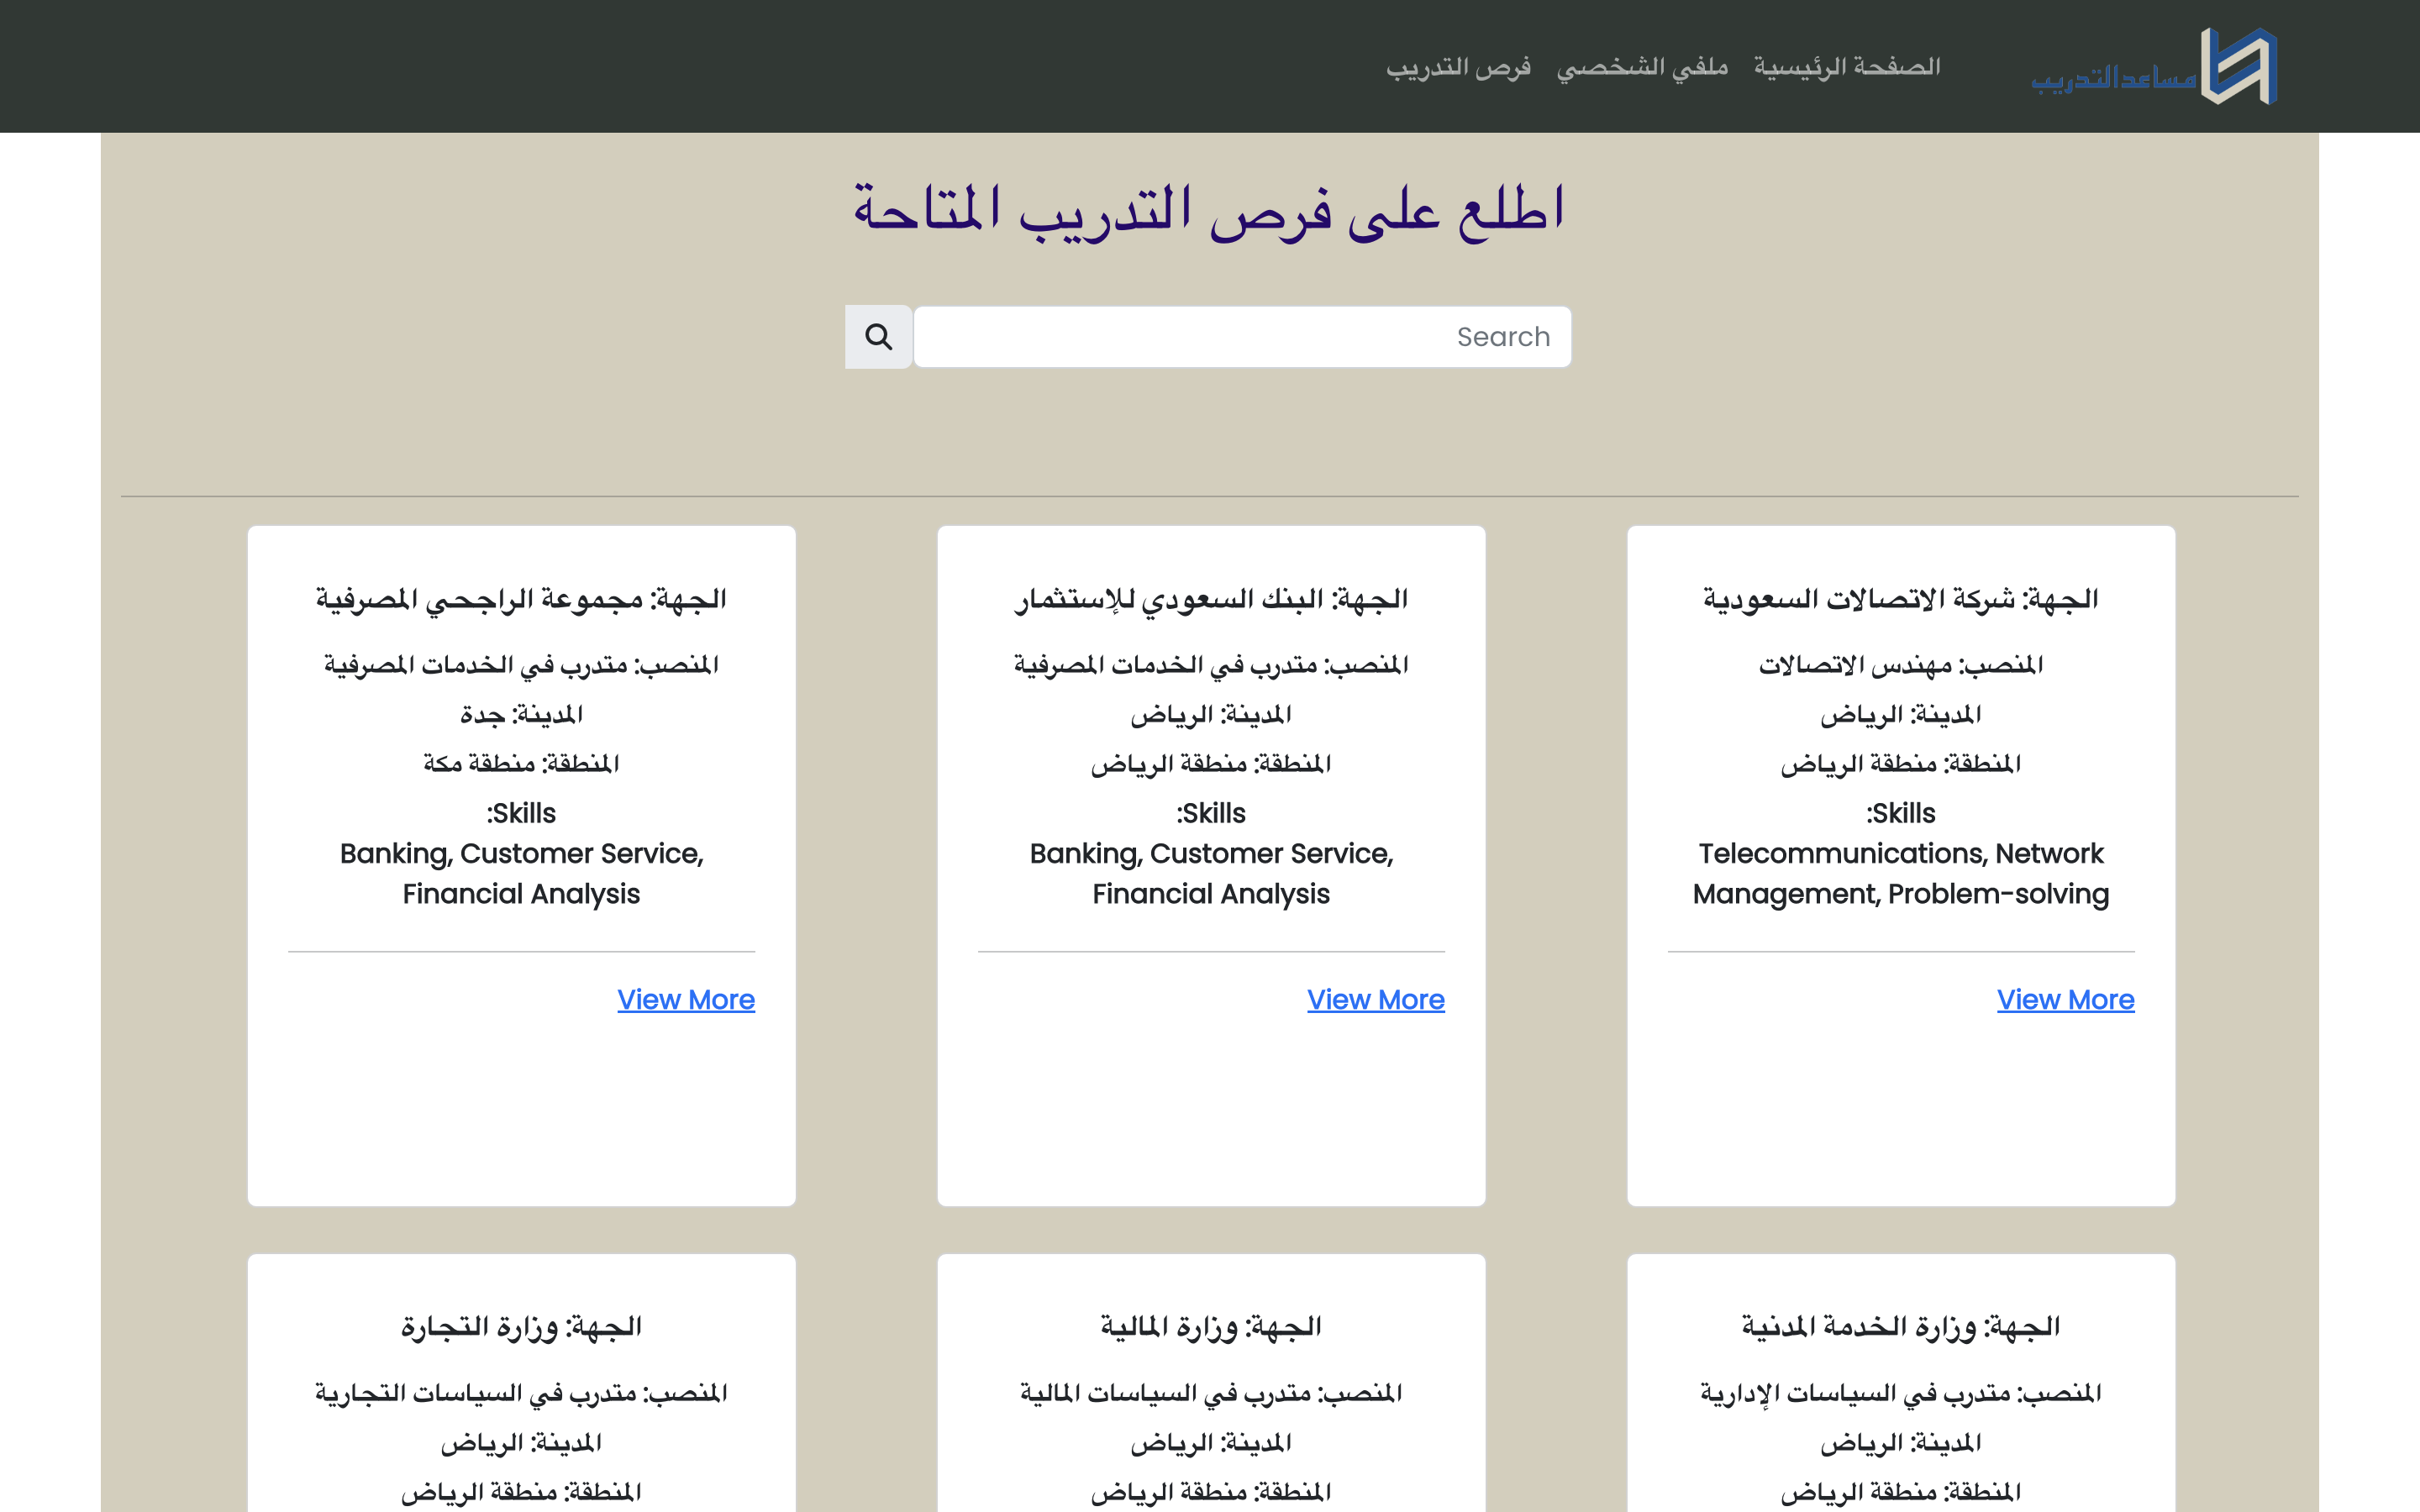 مساعدالتدريب
الصفحة الرئيسية
ملفي الشخصي
فرص التدريب
اطلع على فرص التدريب المتاحة
Search
الجهة: شركة الاتصالات السعودية
المنصب: مهندس الاتصالات
المدينة: الرياض
المنطقة: منطقة الرياض
:Skills
Telecommunications, Network
Management, Problem-solving
View More
الجهة: البنك السعودي للإستثمار
المنصب: متدرب في الخدمات المصرفية
المدينة: الرياض
المنطقة: منطقة الرياض
:Skills
Banking, Customer Service,
Financial Analysis
View More
الجهة: مجموعة الراجحي المصرفية
المنصب: متدرب في الخدمات المصرفية
المدينة: جدة
المنطقة: منطقة مكة
:Skills
Banking, Customer Service,
Financial Analysis
View More
الجهة: وزارة الخدمة المدنية
المنصب: متدرب في السياسات الإدارية
المدينة: الرياض
المنطقة: منطقة الرياض
الجهة: وزارة المالية
المنصب: متدرب في السياسات المالية
المدينة: الرياض
المنطقة: منطقة الرياض
الجهة: وزارة التجارة
المنصب: متدرب في السياسات التجارية
المدينة: الرياض
المنطقة: منطقة الرياض